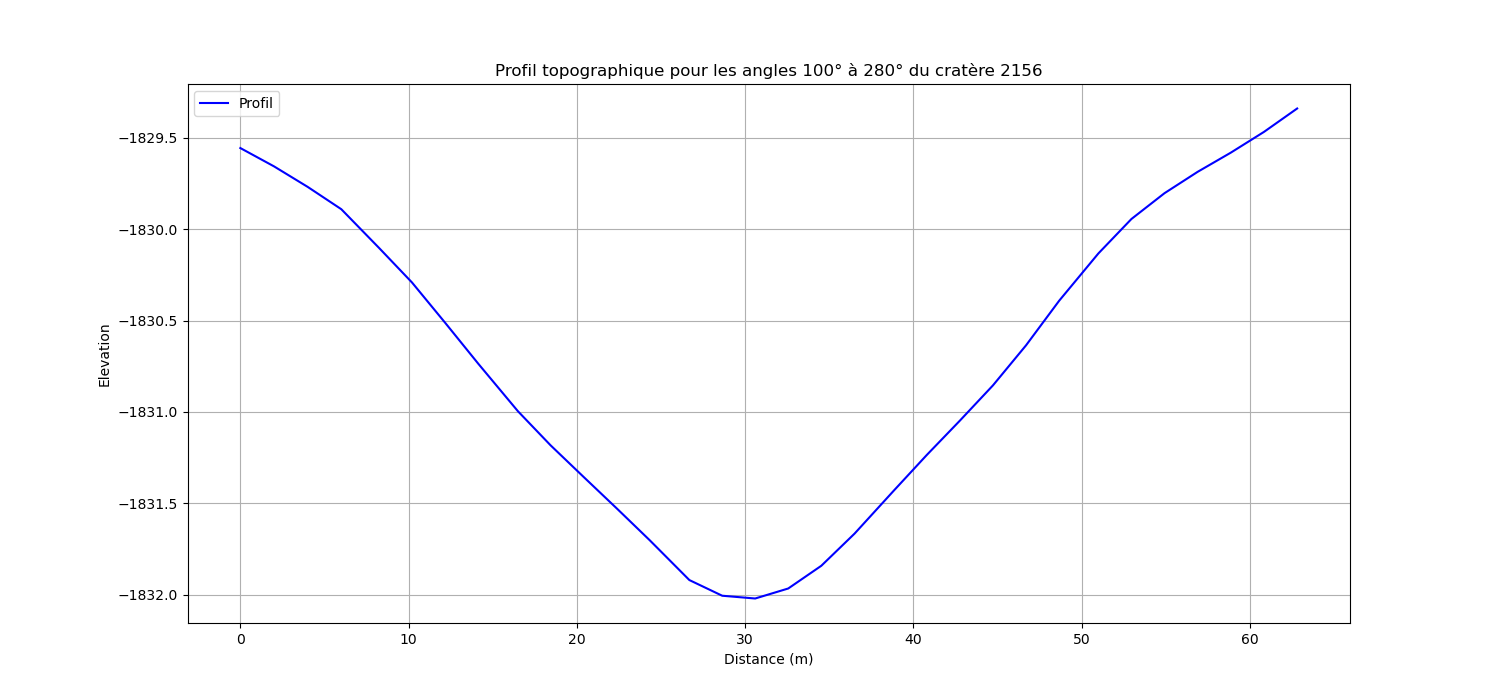 Profil topographique pour les angles 100° à 280° du cratère 2156
Profil
−1829.5
−1830.0
−1830.5
−1831.0
−1831.5
−1832.0
Elevation
0 10 20 30 40 50 60
Distance (m)